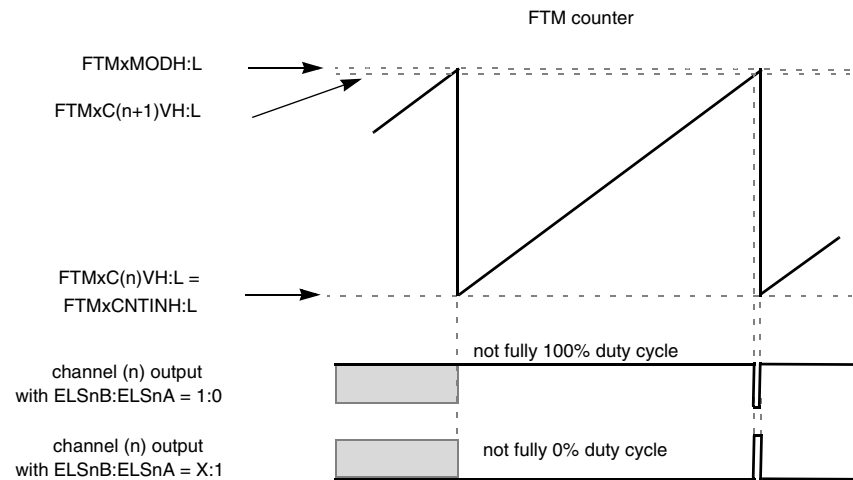 FTM counter
FTMxMODH:L
FTMxC(n+1)VH:L
FTMxC(n)VH:L =
FTMxCNTINH:L
not fully 100% duty cycle
channel (n) output
with ELSnB:ELSnA = 1:0
channel (n) output
with ELSnB:ELSnA = X:1
not fully 0% duty cycle